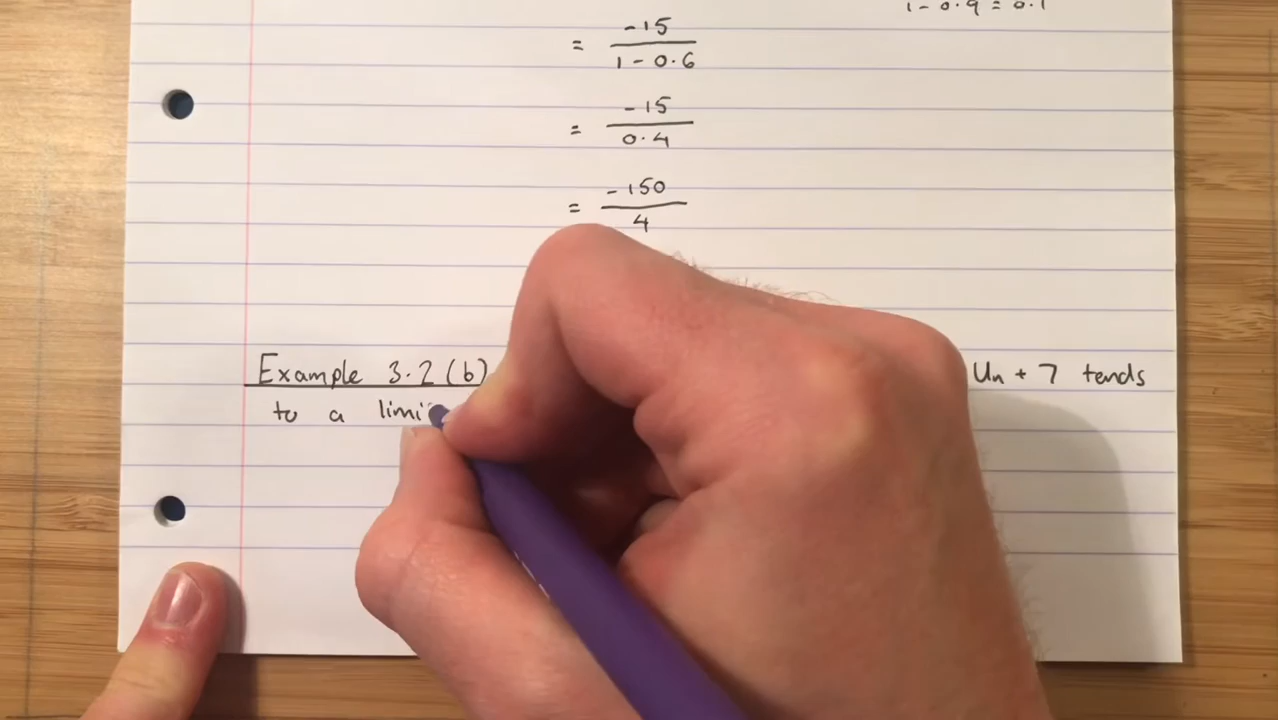 1 - 0.9 = 0.1
= -15
1 - 0.6
= -15
0.4
= -150
4
Example 3.2 (b) Un + 7 tends
to a limi